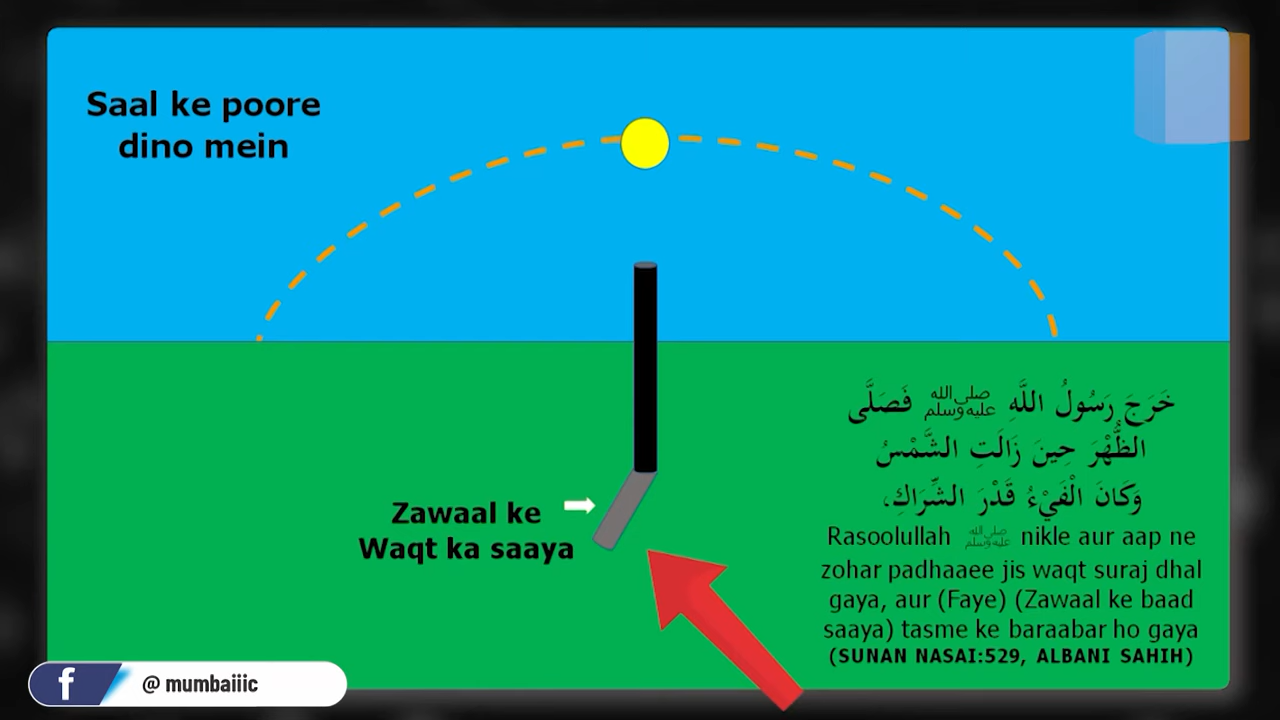 Saal ke poore
dino mein
خَرَجَ رَسُولُ اللَّهِ ﷺ فَصَلَّى
الظُّهْرَ حِينَ زَالَتِ الشَّمْسُ
وَكَانَ الْفَيْءُ قَدْرَ الشِّرَاكِ،
Zawaal ke
Waqt ka saaya
Rasoolullah ﷺ nikle aur aap ne
zohar padhaaee jis waqt suraj dhal
gaya, aur (Faye) (Zawaal ke baad
saaya) tasme ke baraabar ho gaya
(SUNAN NASAI:529, ALBANI SAHIH)
f @ mumbaiiic